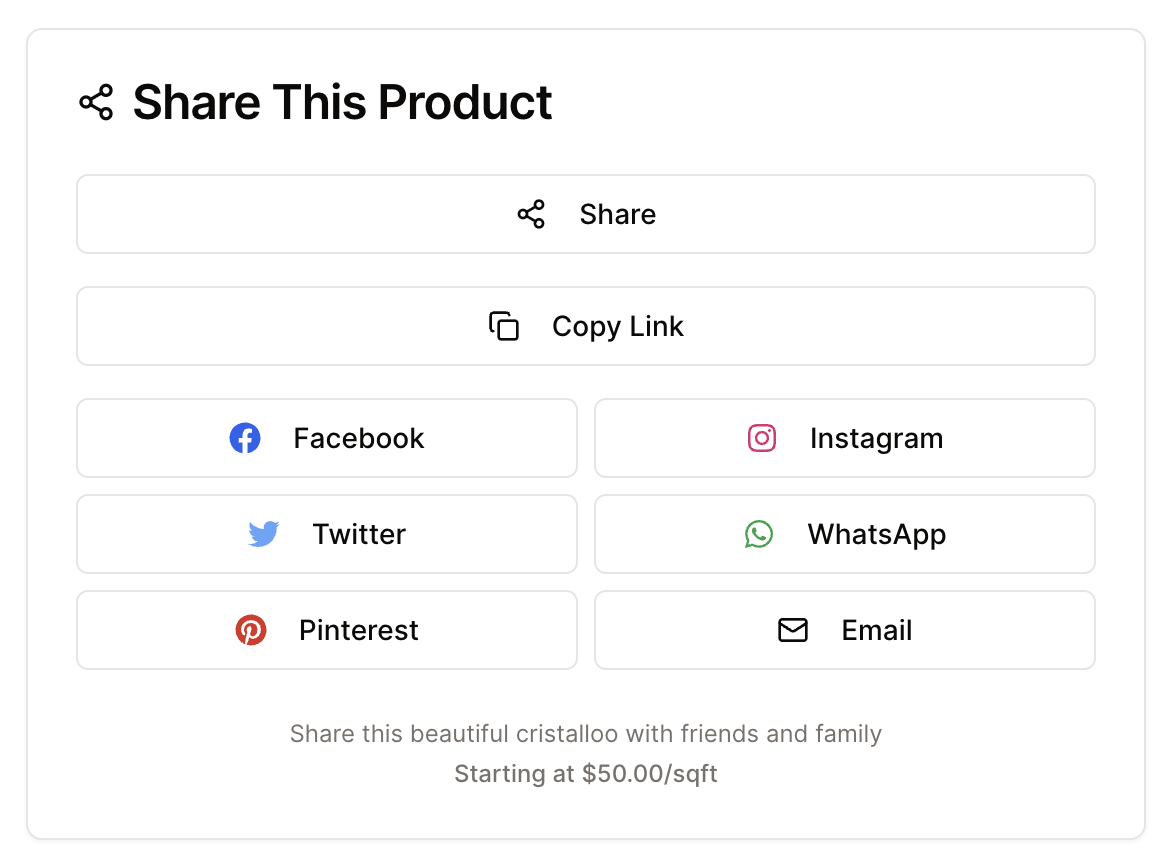 Share This Product
Share
Copy Link
Facebook
Instagram
Twitter
WhatsApp
Pinterest
Email
Share this beautiful cristalloo with friends and family
Starting at $50.00/sqft